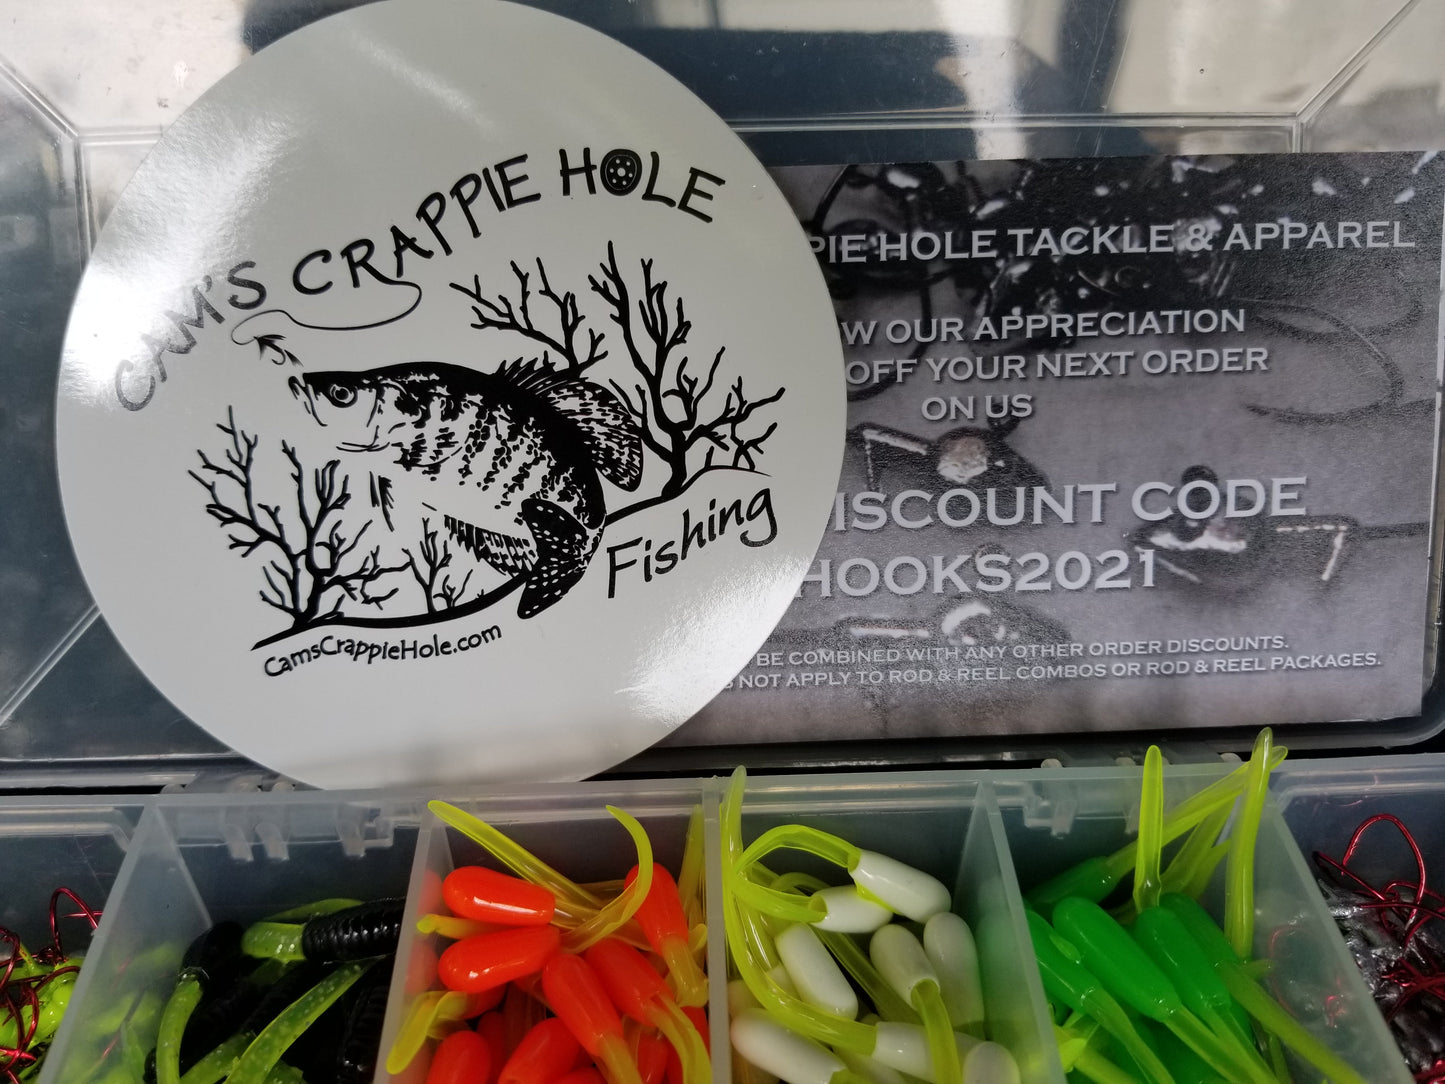 CAM'S CRAPPIE HOLE
Fishing
CamsCrappieHole.com
PIE HOLE TACKLE & APPAREL
W OUR APPRECIATION
OFF YOUR NEXT ORDER
ON US
ISCOUNT CODE
HOOKS2021
BE COMBINED WITH ANY OTHER ORDER DISCOUNTS.
NOT APPLY TO ROD & REEL COMBOS OR ROD & REEL PACKAGES.